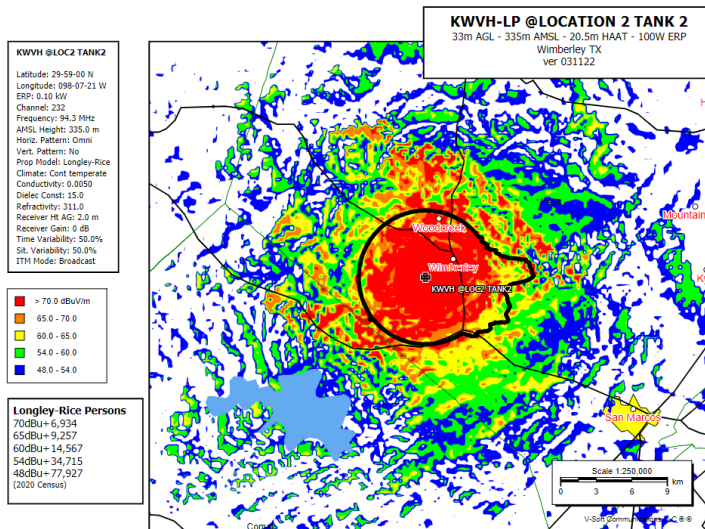 KWVH-LP @LOCATION 2 TANK 2
33m AGL - 335m AMSL - 20.5m HAAT - 100W ERP
Wimberley TX
ver 031122
KWVH @LOC2 TANK2
Latitude: 29-59-00 N
Longitude: 098-07-21 W
ERP: 0.10 kW
Channel: 232
Frequency: 94.3 MHz
AMSL Height: 335.0 m
Horiz. Pattern: Omni
Vert. Pattern: No
Prop Model: Longley-Rice
Climate: Cont temperate
Conductivity: 0.0050
Dielec Const: 15.0
Refractivity: 311.0
Receiver Ht AG: 2.0 m
Receiver Gain: 0 dB
Time Variability: 50.0%
Sit. Variability: 50.0%
ITM Mode: Broadcast
> 70.0 dBuV/m
65.0 - 70.0
60.0 - 65.0
54.0 - 60.0
48.0 - 54.0
Longley-Rice Persons
70dBu+ 6,934
65dBu+ 9,257
60dBu+ 14,567
54dBu+ 34,715
48dBu+ 77,927
(2020 Census)
Mountain
Woodcreek
Wimberley
KWVH @LOC2 TANK2
San Marcos
Scale 1:250,000
0 3 6 9 km
V-Soft Communications